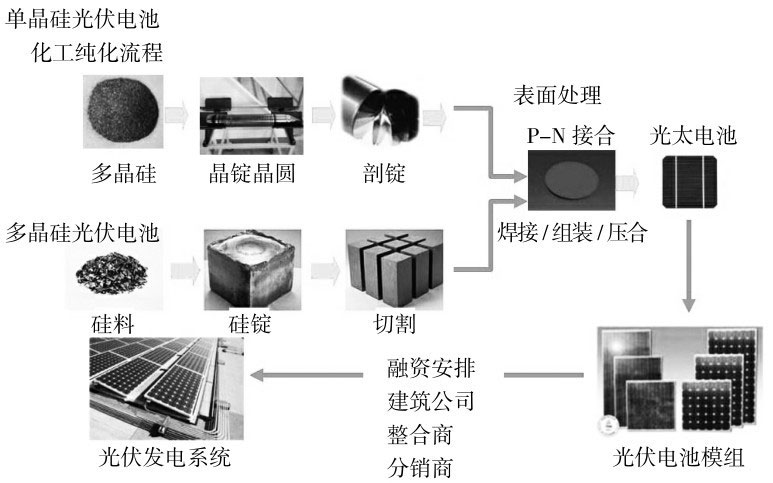 单晶硅光伏电池
化工纯化流程
多晶硅
晶锭晶圆
剖锭
表面处理
P-N 接合
光太电池
焊接/组装/压合
多晶硅光伏电池
硅料
硅锭
切割
融资安排
建筑公司
整合商
分销商
光伏发电系统
光伏电池模组